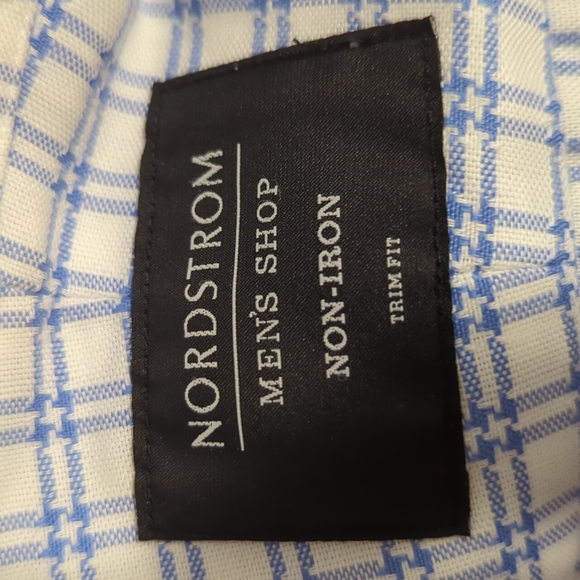 NORDSTROM
MEN'S SHOP
NON-IRON
TRIM FIT